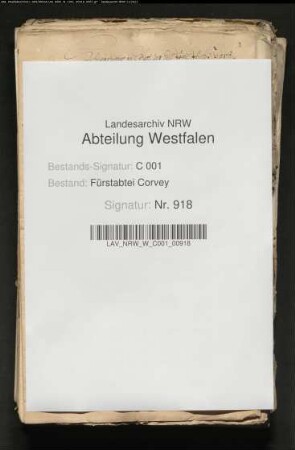 Landesarchiv NRW
Abteilung Westfalen
Bestands-Signatur: C 001
Bestand: Fürstabtei Corvey
Signatur: Nr. 918
LAV_NRW_W_C001_00918